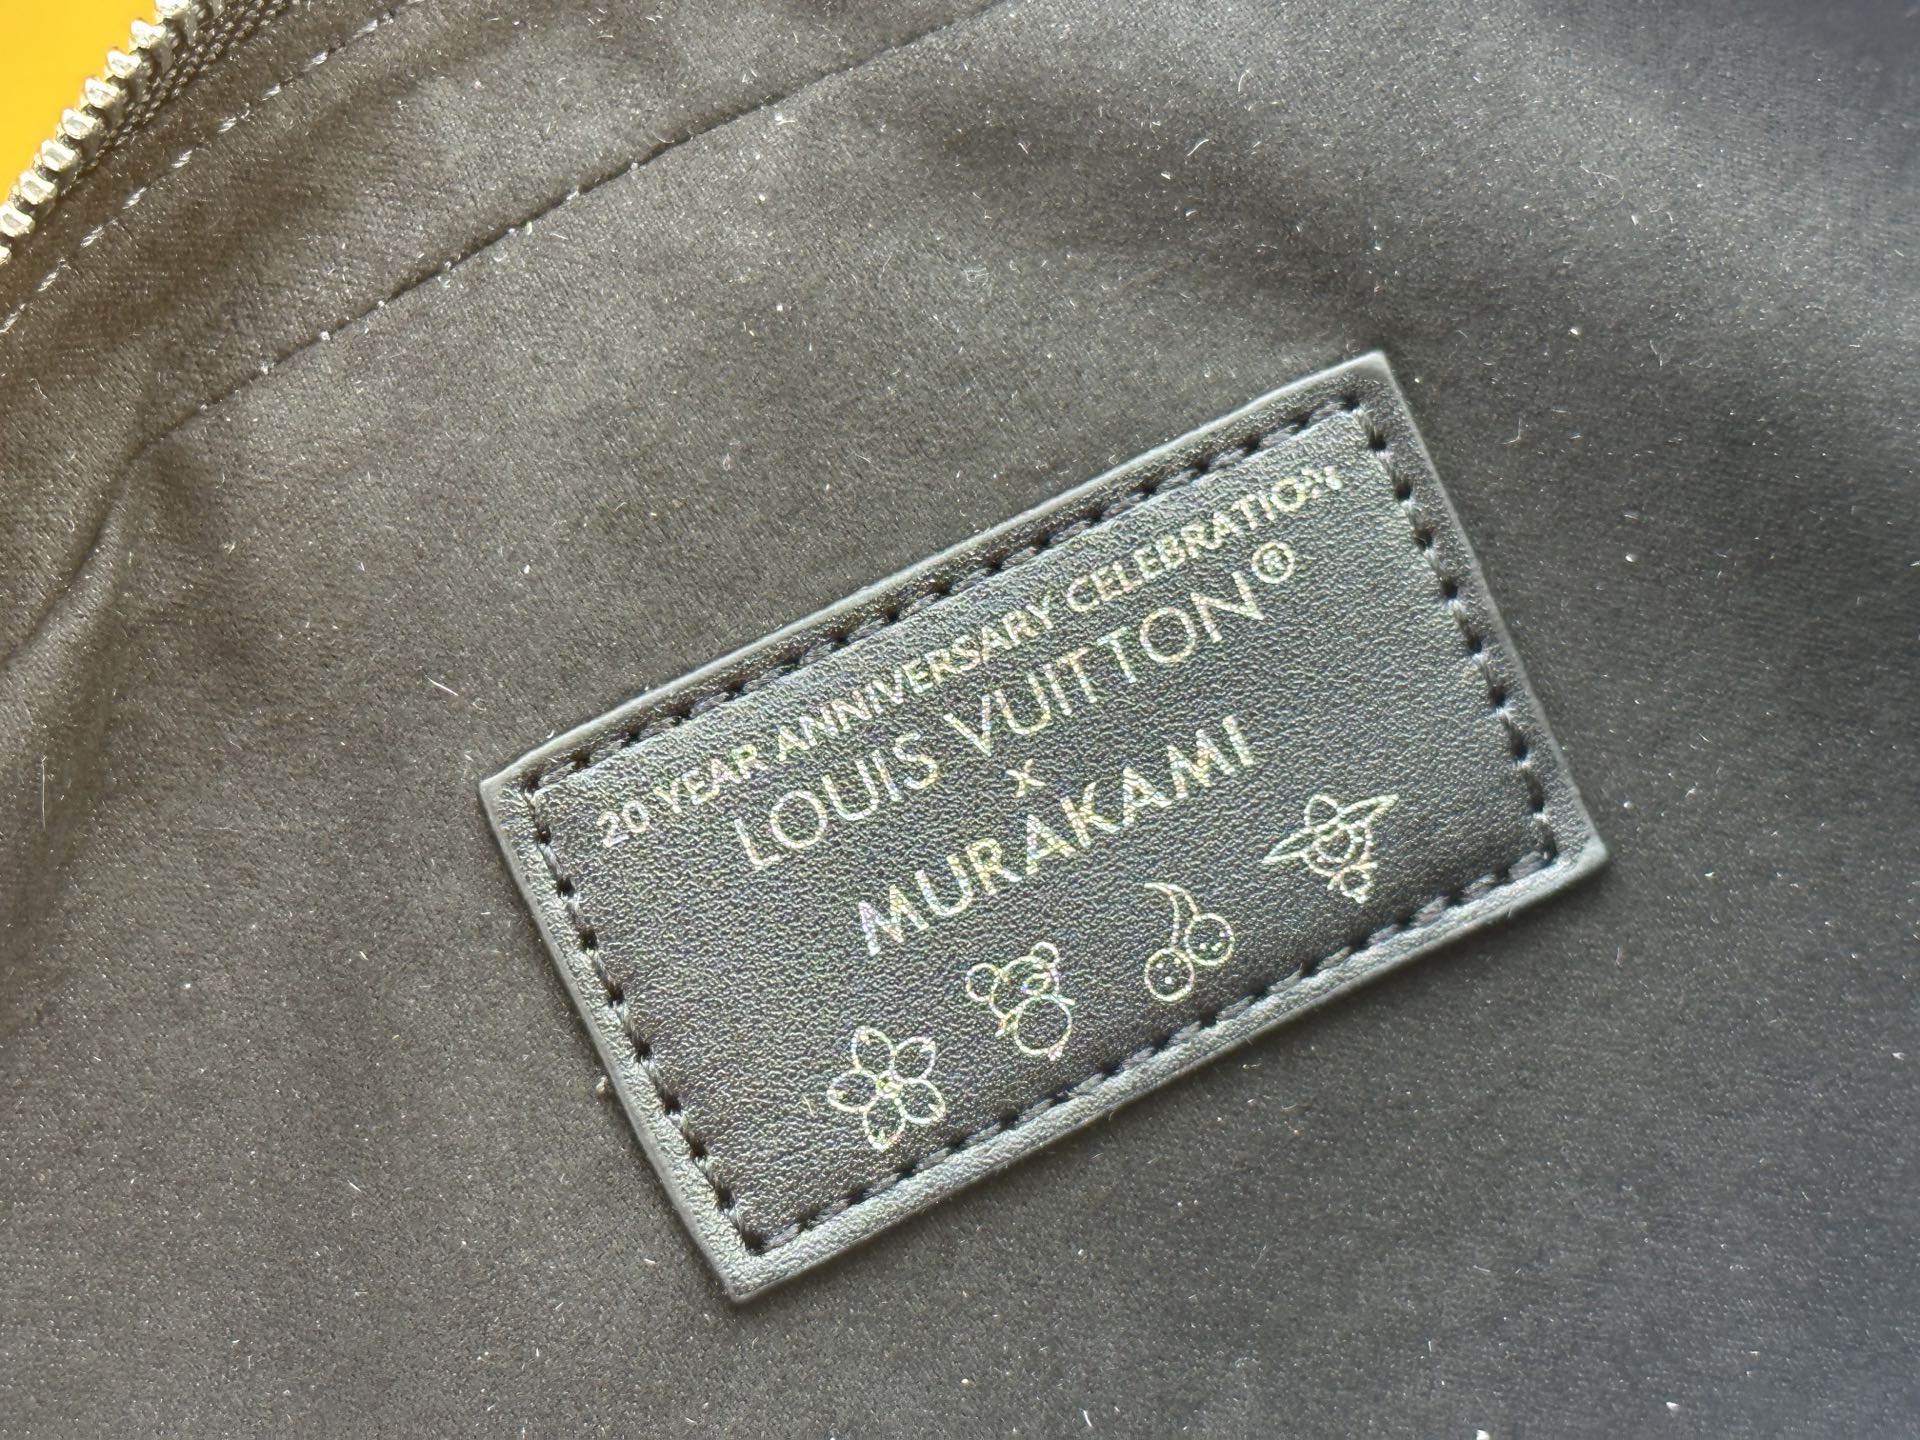 20 YEAR ANNIVERSARY CELEBRATION
LOUIS VUITTON®
x
MURAKAMI